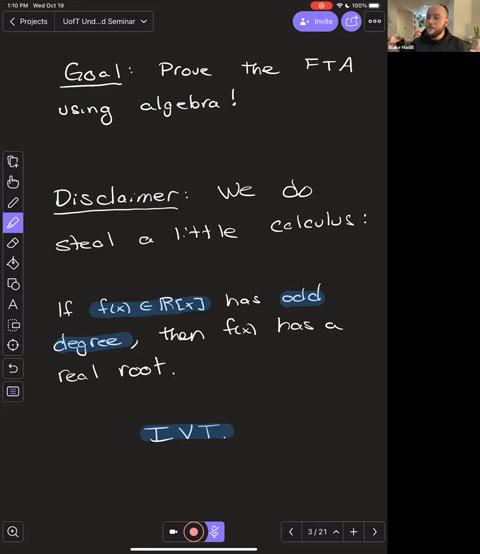 1:10 PM Wed Oct 19
100%
Projects
UofT Und...d Seminar
Invite
Goal: Prove the FTA
using algebra!
Disclaimer: We do
steal a little calculus:
If f(x) ∈ ℝ[x] has odd
degree, then f(x) has a
real root.
IVT.
A
3/21